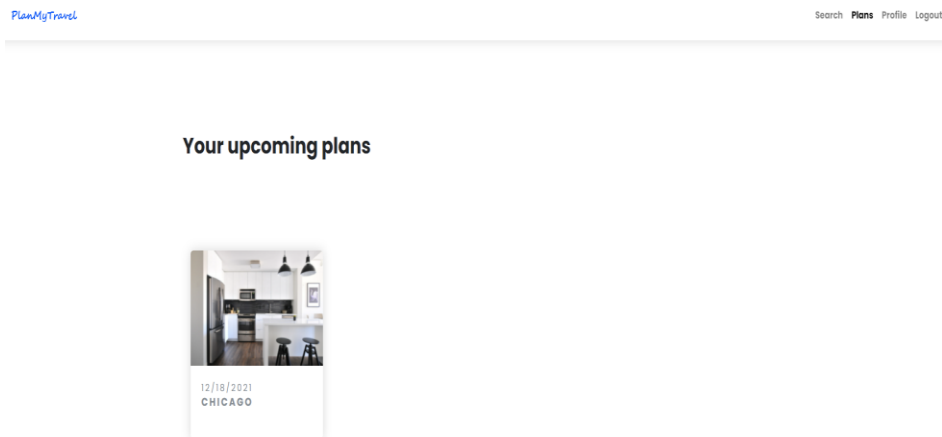 PlanMyTravel
Search Plans Profile Logout
Your upcoming plans
12/18/2021
CHICAGO